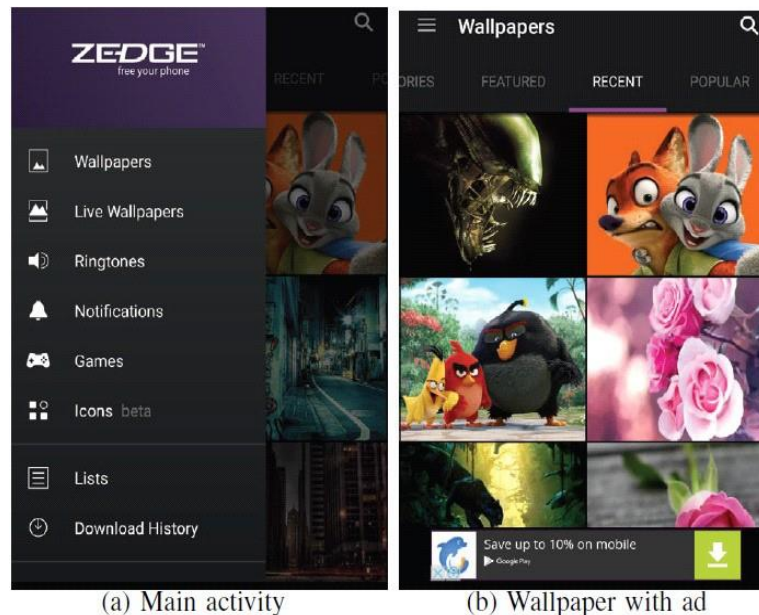 ZEDGE™
free your phone
RECENT
Wallpapers
Live Wallpapers
Ringtones
Notifications
Games
Icons beta
Lists
Download History
(a) Main activity
Wallpapers
ORIES FEATURED RECENT POPULAR
Save up to 10% on mobile
Google Play
(b) Wallpaper with ad